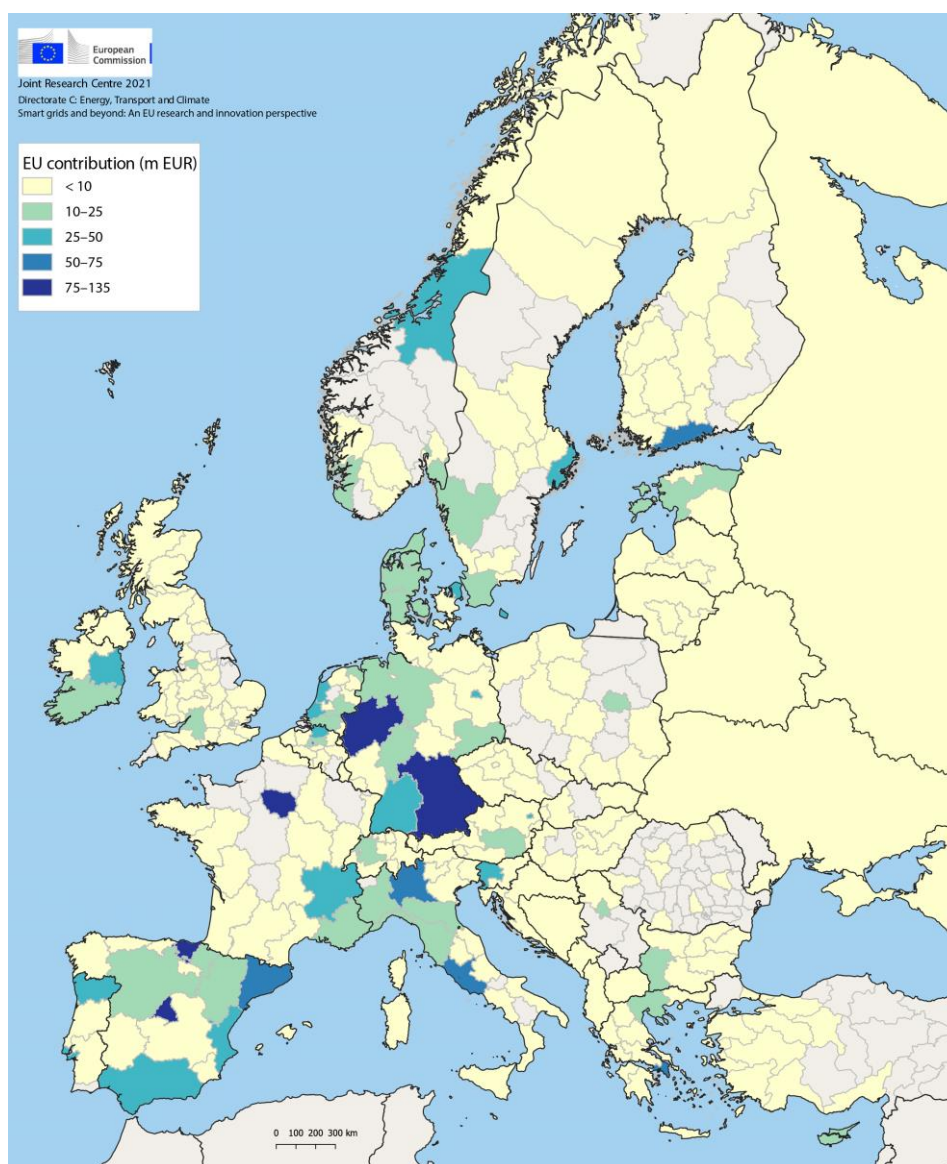 European
Commission
Joint Research Centre 2021
Directorate C: Energy, Transport and Climate
Smart grids and beyond: An EU research and innovation perspective
EU contribution (m EUR)
< 10
10–25
25–50
50–75
75–135
0 100 200 300 km